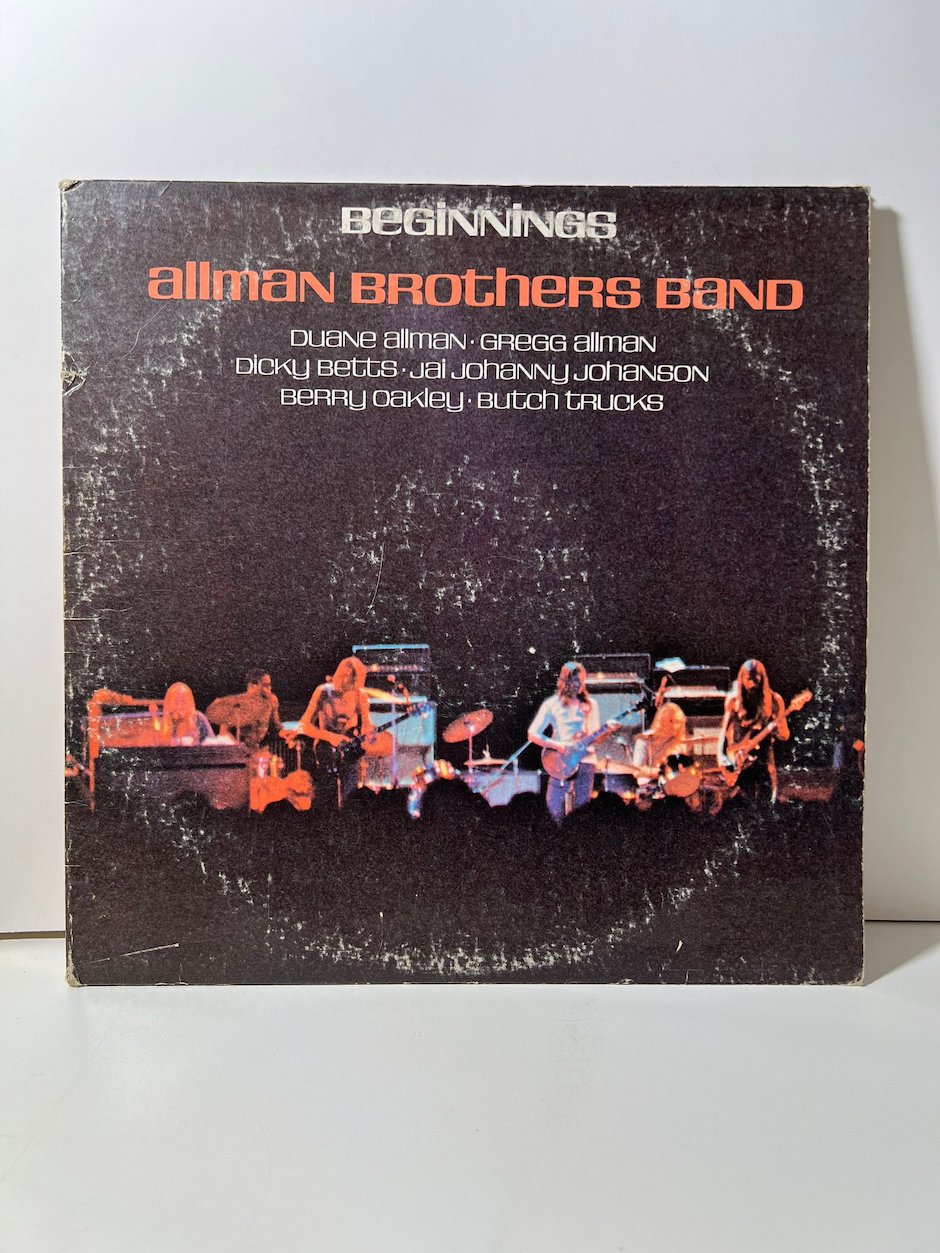 BEGINNINGS
allman BROTHERS BAND
DUANE allman · GREGG allman
Dicky Betts · Jai Johanny Johanson
BERRY Oakley · Butch TRUCKS